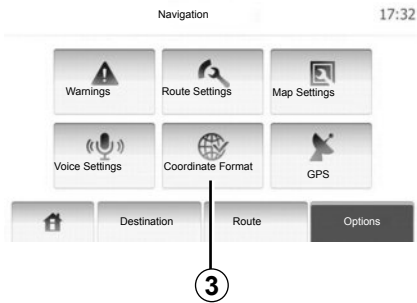 Navigation 17:32
Warnings Route Settings Map Settings
Voice Settings Coordinate Format GPS
Destination Route Options
3